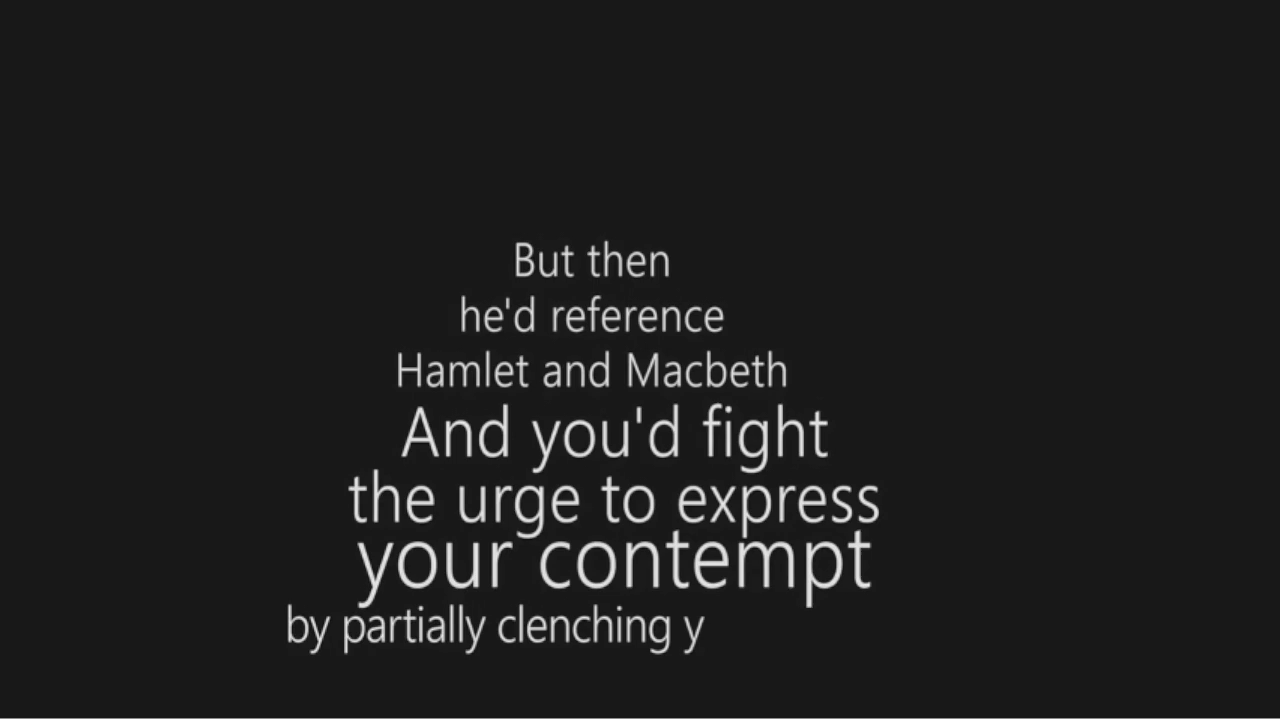 But then
he'd reference
Hamlet and Macbeth
And you'd fight
the urge to express
your contempt
by partially clenching y